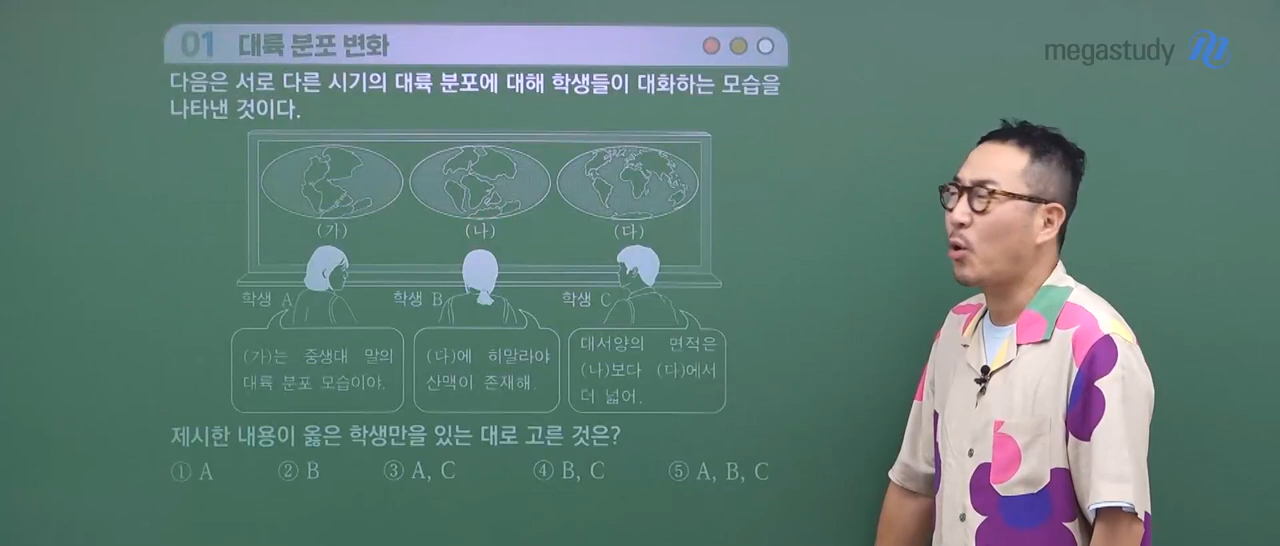 megastudy
01 대륙 분포 변화
다음은 서로 다른 시기의 대륙 분포에 대해 학생들이 대화하는 모습을
나타낸 것이다.
(가) (나) (다)
학생 A 학생 B 학생 C
(가)는 중생대 말의
대륙 분포 모습이야.
(다)에 히말라야
산맥이 존재해.
대서양의 면적은
(나)보다 (다)에서
더 넓어.
제시한 내용이 옳은 학생만을 있는 대로 고른 것은?
① A ② B ③ A, C ④ B, C ⑤ A, B, C